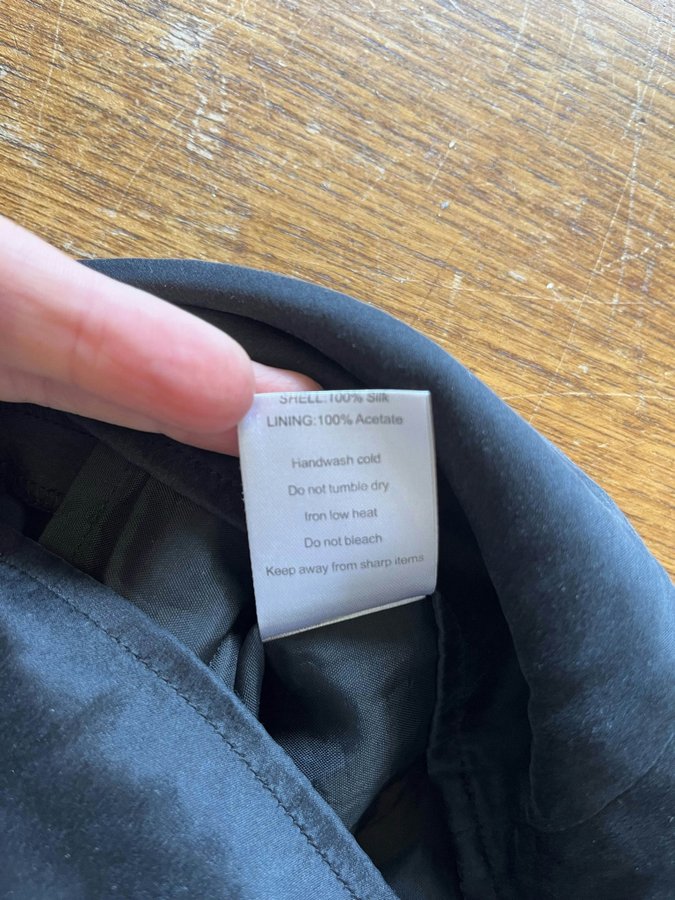 SHELL:100% Silk
LINING:100% Acetate
Handwash cold
Do not tumble dry
Iron low heat
Do not bleach
Keep away from sharp items